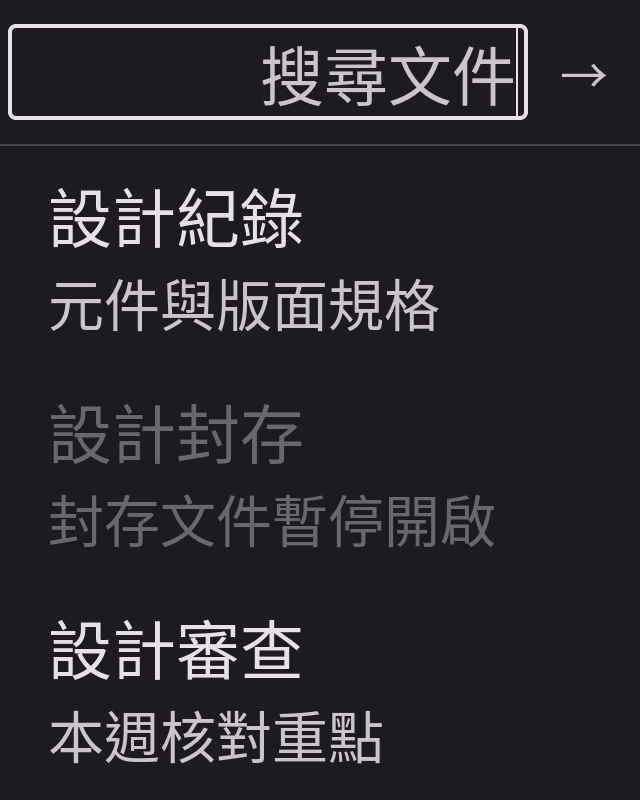 搜尋文件 →
設計紀錄
元件與版面規格
設計封存
封存文件暫停開啟
設計審查
本週核對重點